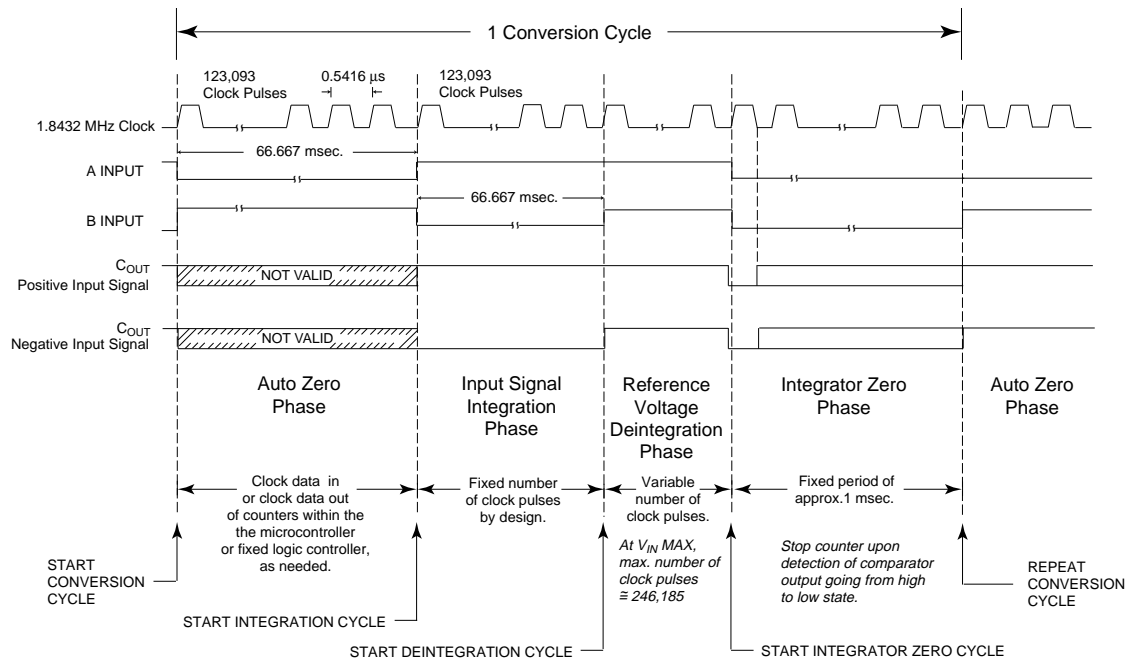 1 Conversion Cycle
123,093
Clock Pulses
0.5416 µs
123,093
Clock Pulses
1.8432 MHz Clock
66.667 msec.
A INPUT
66.667 msec.
B INPUT
COUT
Positive Input Signal
NOT VALID
COUT
Negative Input Signal
NOT VALID
Auto Zero
Phase
Input Signal
Integration
Phase
Reference
Voltage
Deintegration
Phase
Integrator Zero
Phase
Auto Zero
Phase
Clock data in
or clock data out
of counters within the
the microcontroller
or fixed logic controller,
as needed.
Fixed number
of clock pulses
by design.
Variable
number of
clock pulses.
At VIN MAX,
max. number of
clock pulses
≅ 246,185
Fixed period of
approx.1 msec.
Stop counter upon
detection of comparator
output going from high
to low state.
START
CONVERSION
CYCLE
START INTEGRATION CYCLE
START DEINTEGRATION CYCLE
START INTEGRATOR ZERO CYCLE
REPEAT
CONVERSION
CYCLE